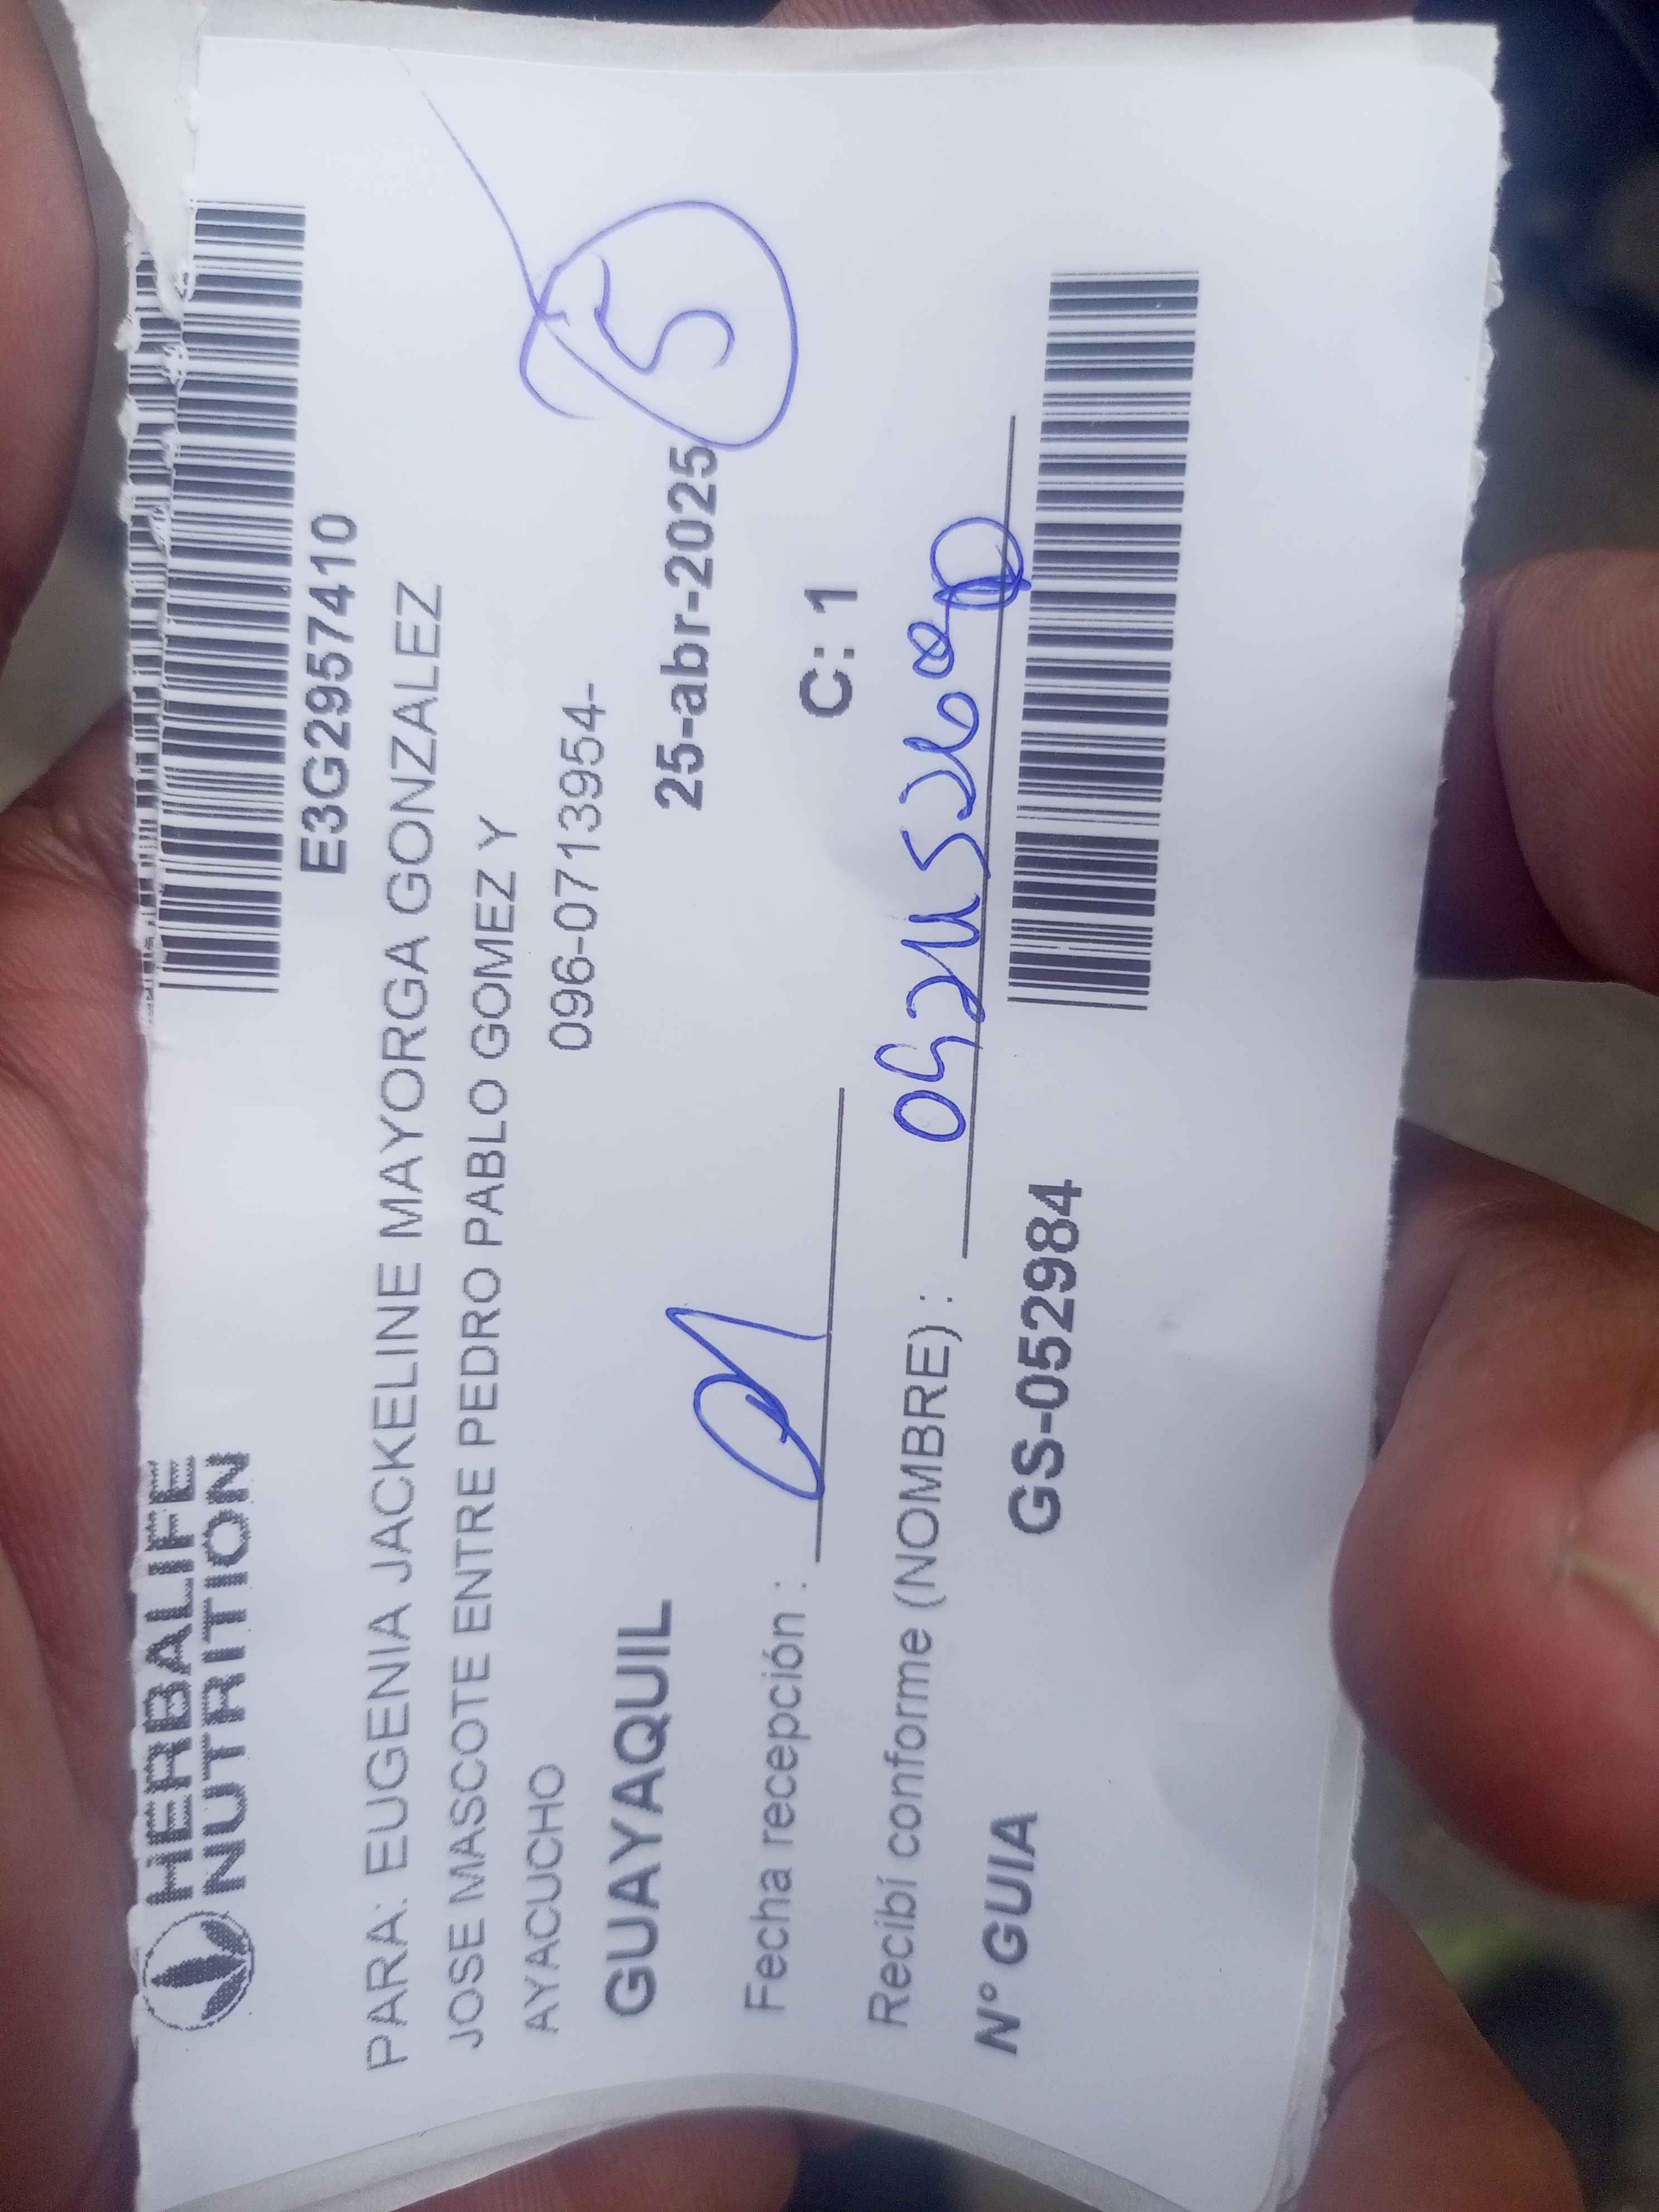 HERBALIFE
NUTRITION
E3G2957410
PARA: EUGENIA JACKELINE MAYORGA GONZALEZ
JOSE MASCOTE ENTRE PEDRO PABLO GOMEZ Y
AYACUCHO 096-0713954-
5
GUAYAQUIL 25-abr-2025
Fecha recepción :
C: 1
Recibí conforme (NOMBRE) :
Nº GUIA GS-052984